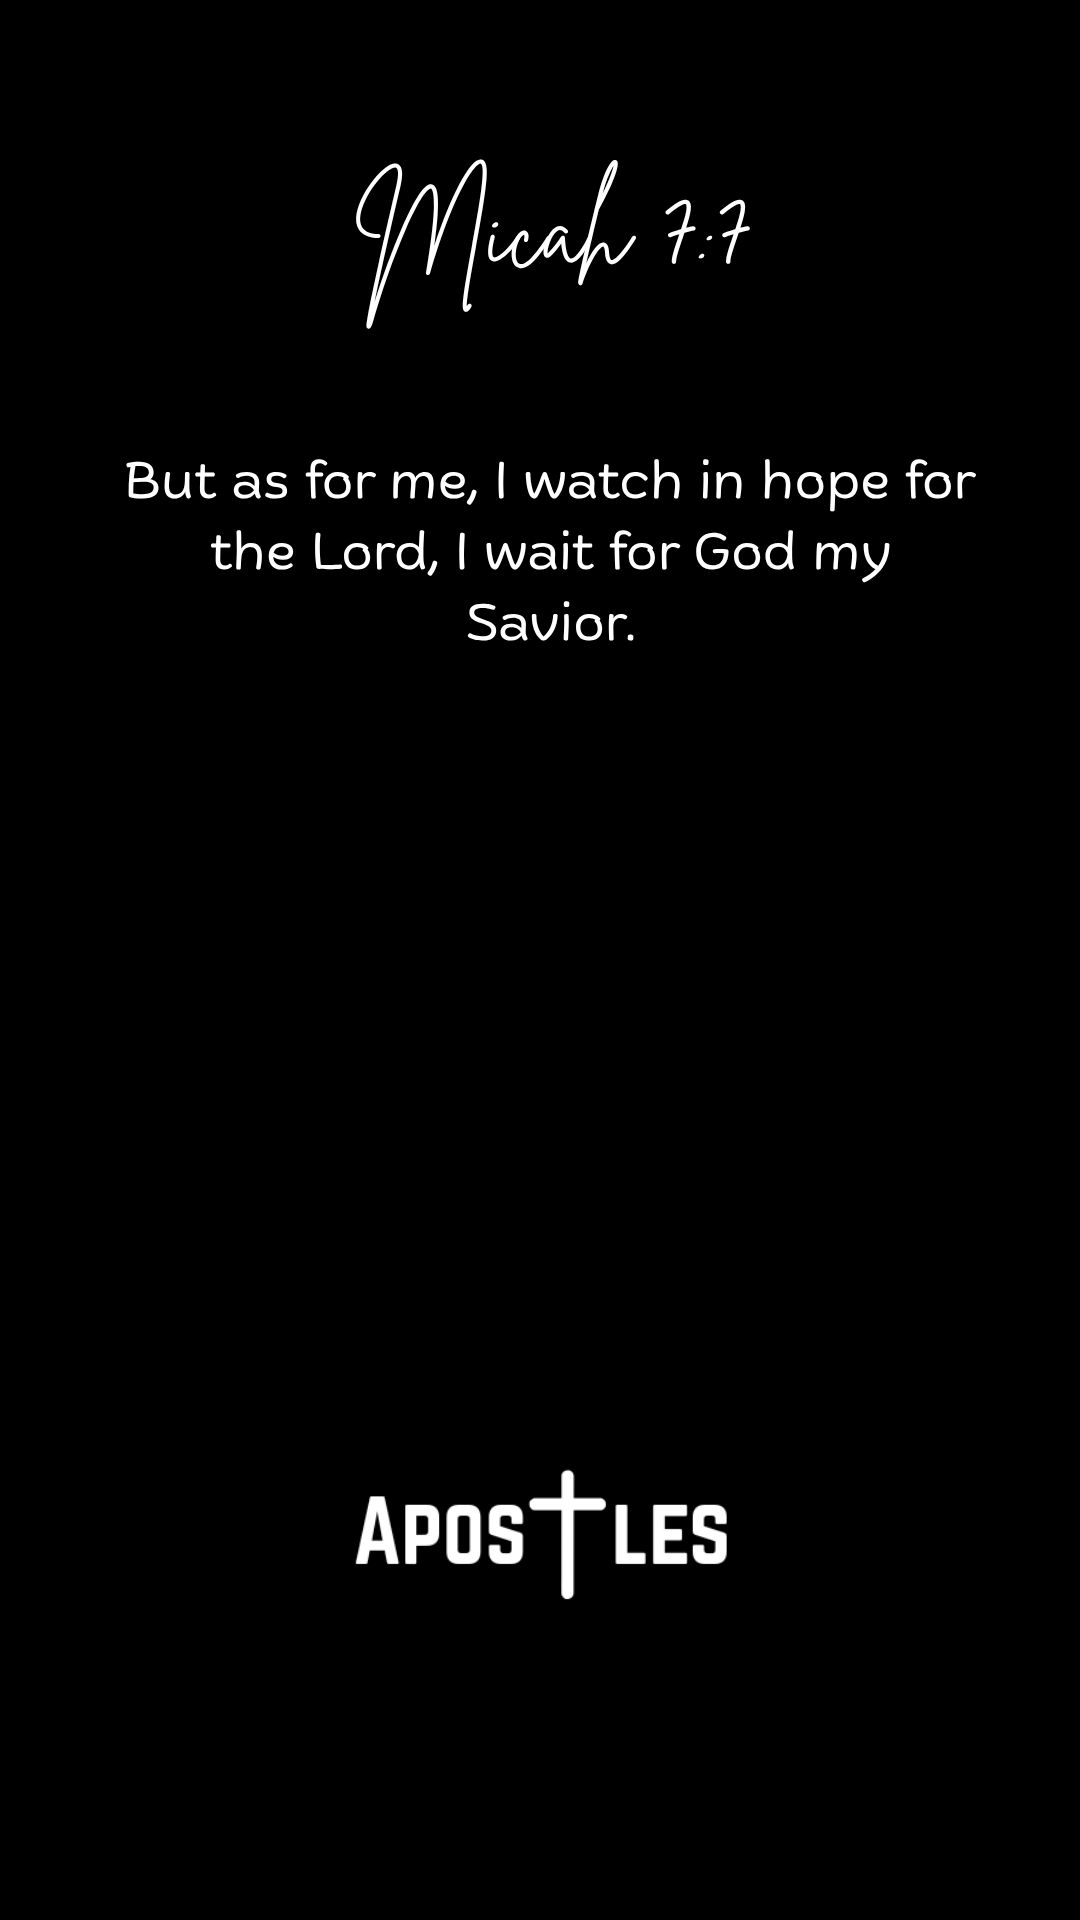 Micah 7:7
But as for me, I watch in hope for
the Lord, I wait for God my
Savior.
APOSTLES